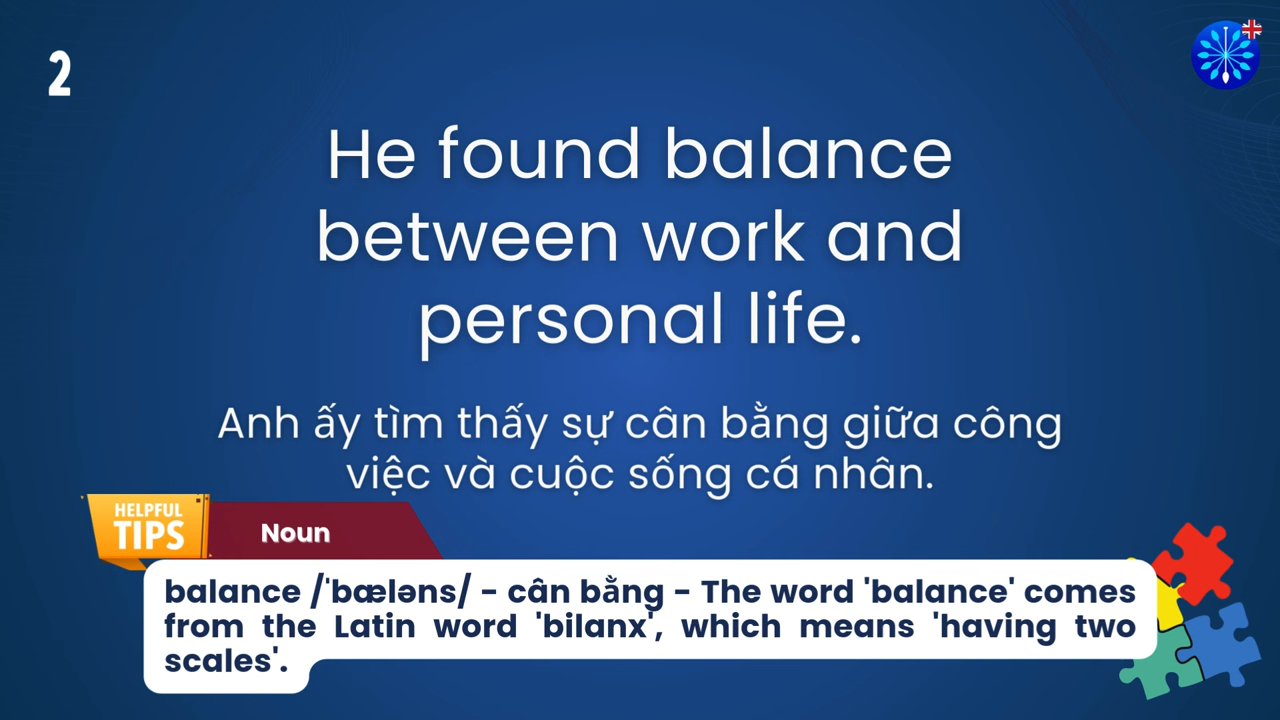 2
He found balance
between work and
personal life.
Anh ấy tìm thấy sự cân bằng giữa công
việc và cuộc sống cá nhân.
HELPFUL
TIPS
Noun
balance /ˈbæləns/ - cân bằng - The word 'balance' comes
from the Latin word 'bilanx', which means 'having two
scales'.